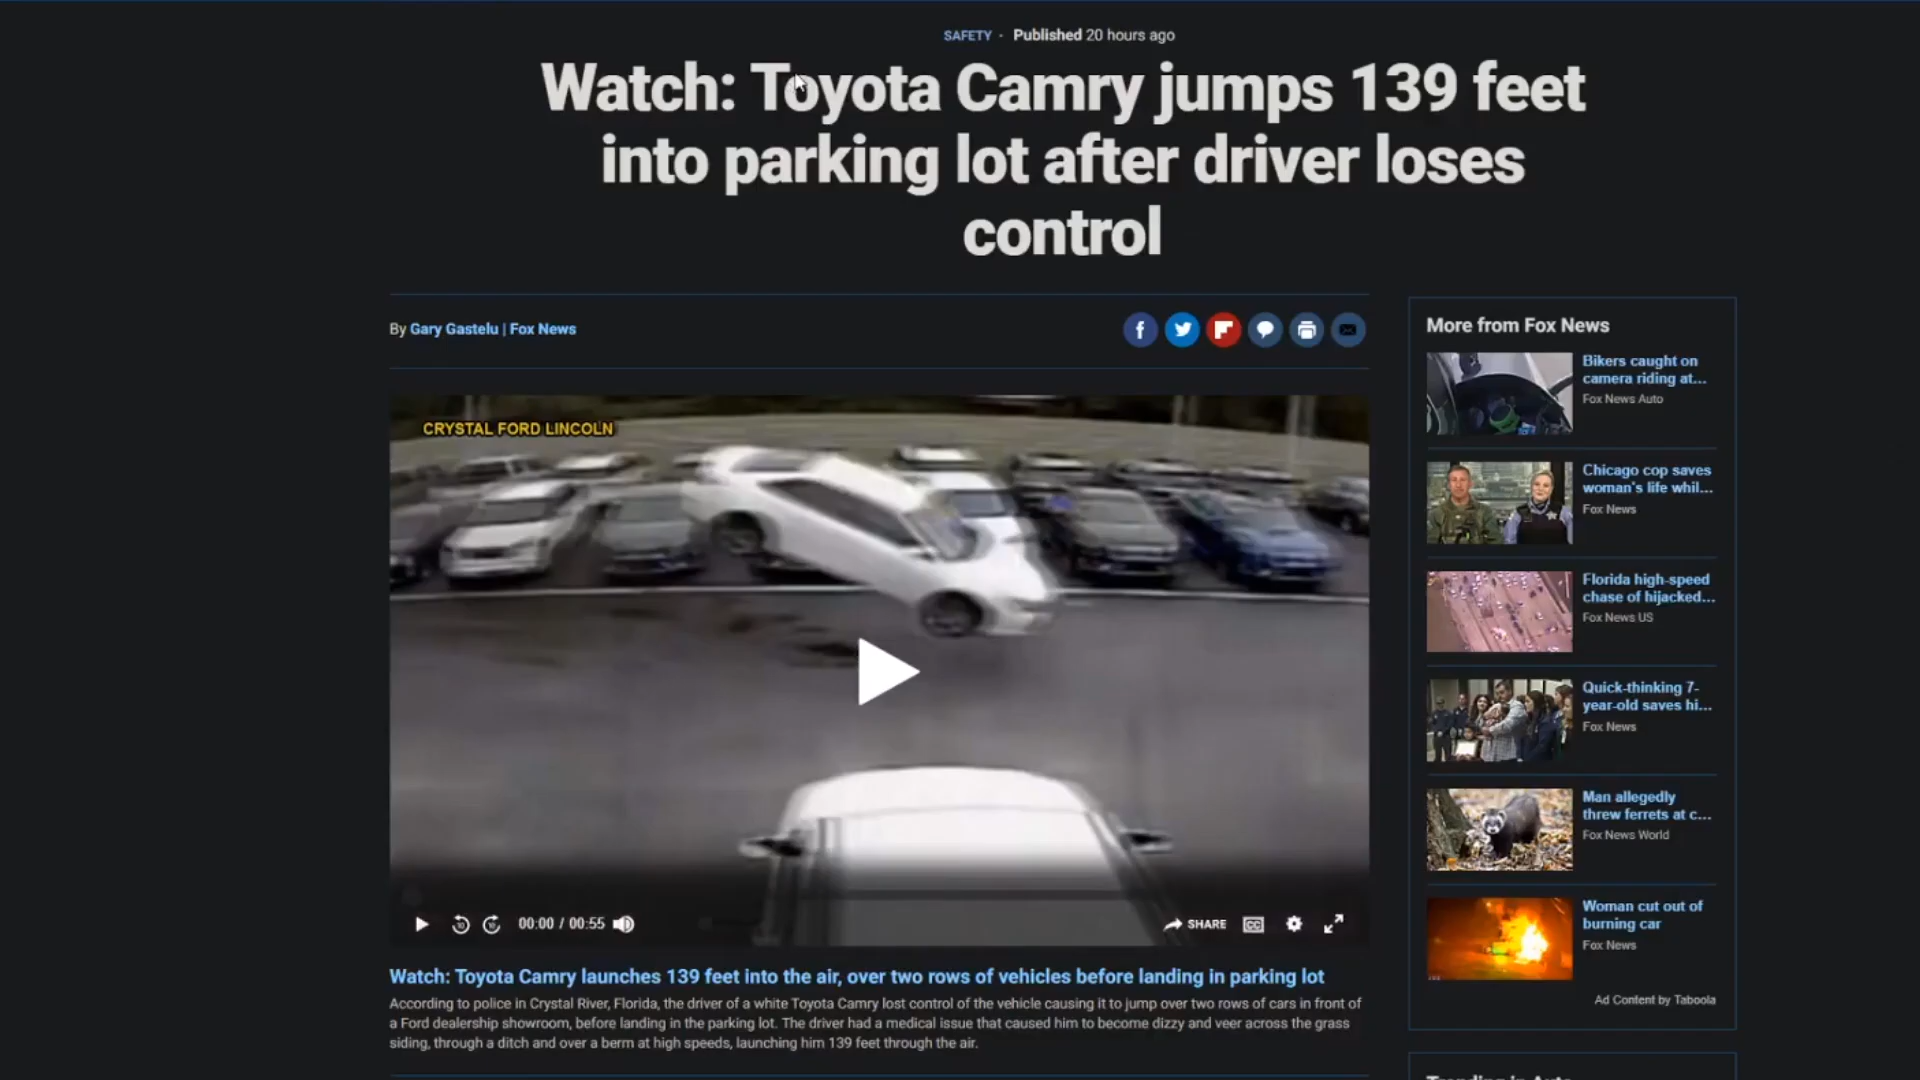 SAFETY · Published 20 hours ago
Watch: Toyota Camry jumps 139 feet
into parking lot after driver loses
control
By Gary Gastelu | Fox News
CRYSTAL FORD LINCOLN
00:00 / 00:55
SHARE
CC
Watch: Toyota Camry launches 139 feet into the air, over two rows of vehicles before landing in parking lot
According to police in Crystal River, Florida, the driver of a white Toyota Camry lost control of the vehicle causing it to jump over two rows of cars in front of
a Ford dealership showroom, before landing in the parking lot. The driver had a medical issue that caused him to become dizzy and veer across the grass
siding, through a ditch and over a berm at high speeds, launching him 139 feet through the air.
More from Fox News
Bikers caught on
camera riding at...
Fox News Auto
Chicago cop saves
woman's life whil...
Fox News
Florida high-speed
chase of hijacked...
Fox News US
Quick-thinking 7-
year-old saves hi...
Fox News
Man allegedly
threw ferrets at c...
Fox News World
Woman cut out of
burning car
Fox News
Ad Content by Taboola
Trending in Auto